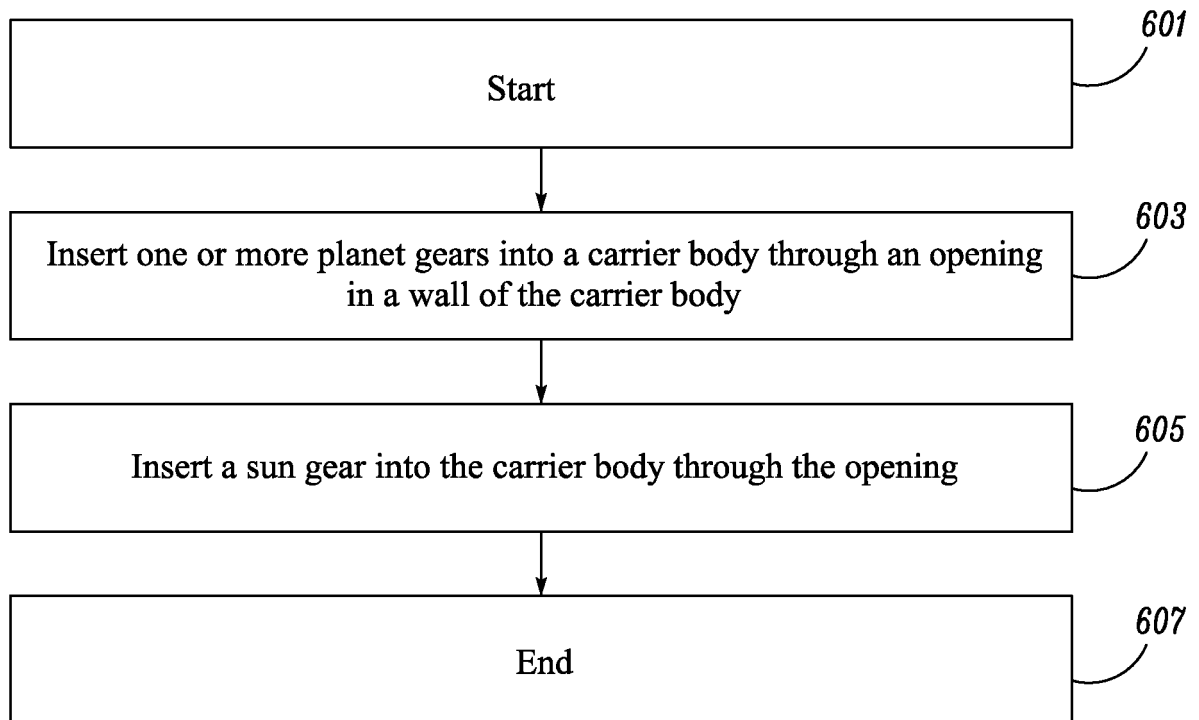 601
Start
603
Insert one or more planet gears into a carrier body through an opening
in a wall of the carrier body
605
Insert a sun gear into the carrier body through the opening
607
End